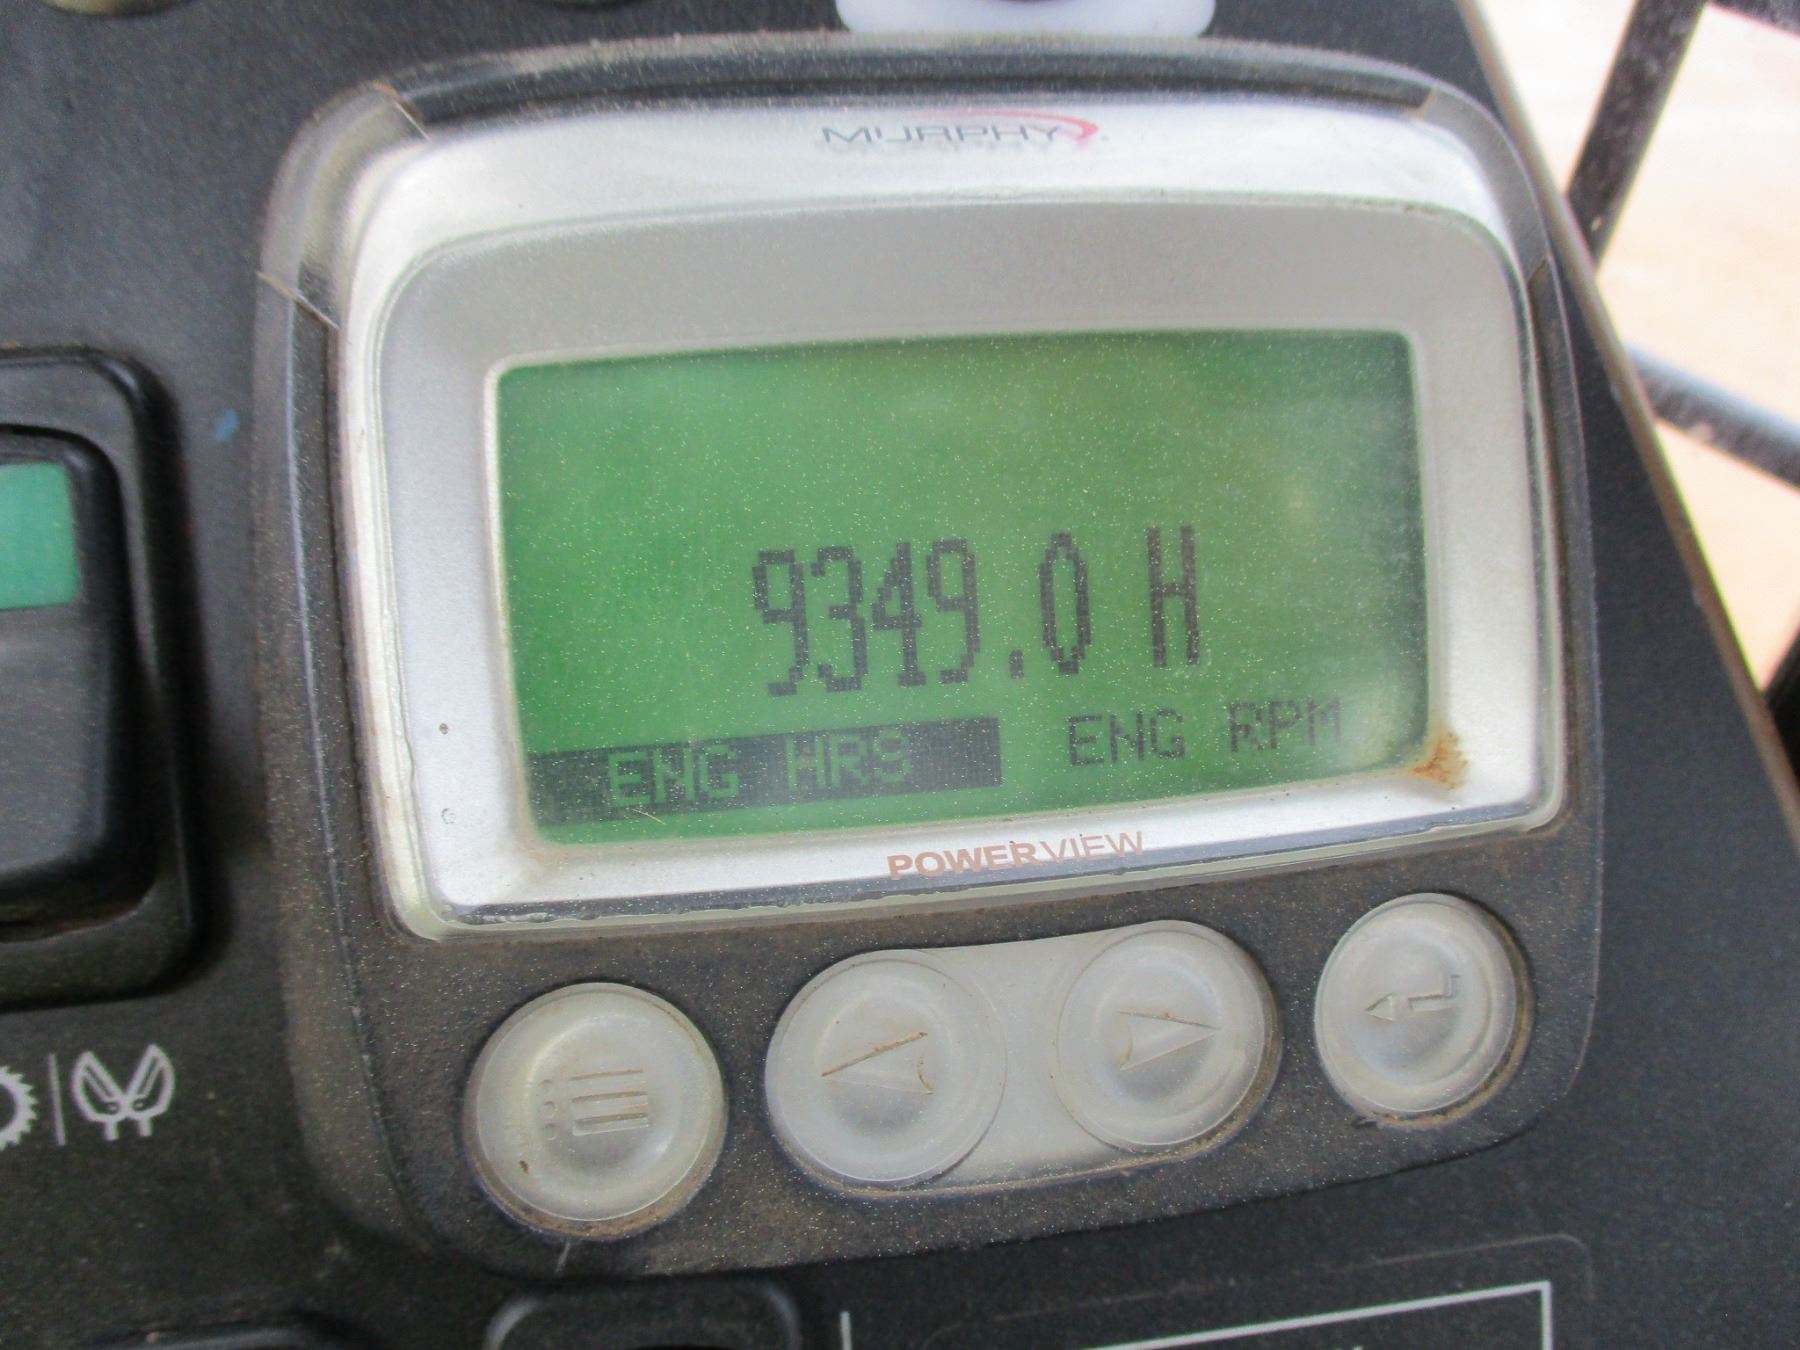 MURPHY
9349.0 H
ENG HRS ENG RPM
POWERVIEW